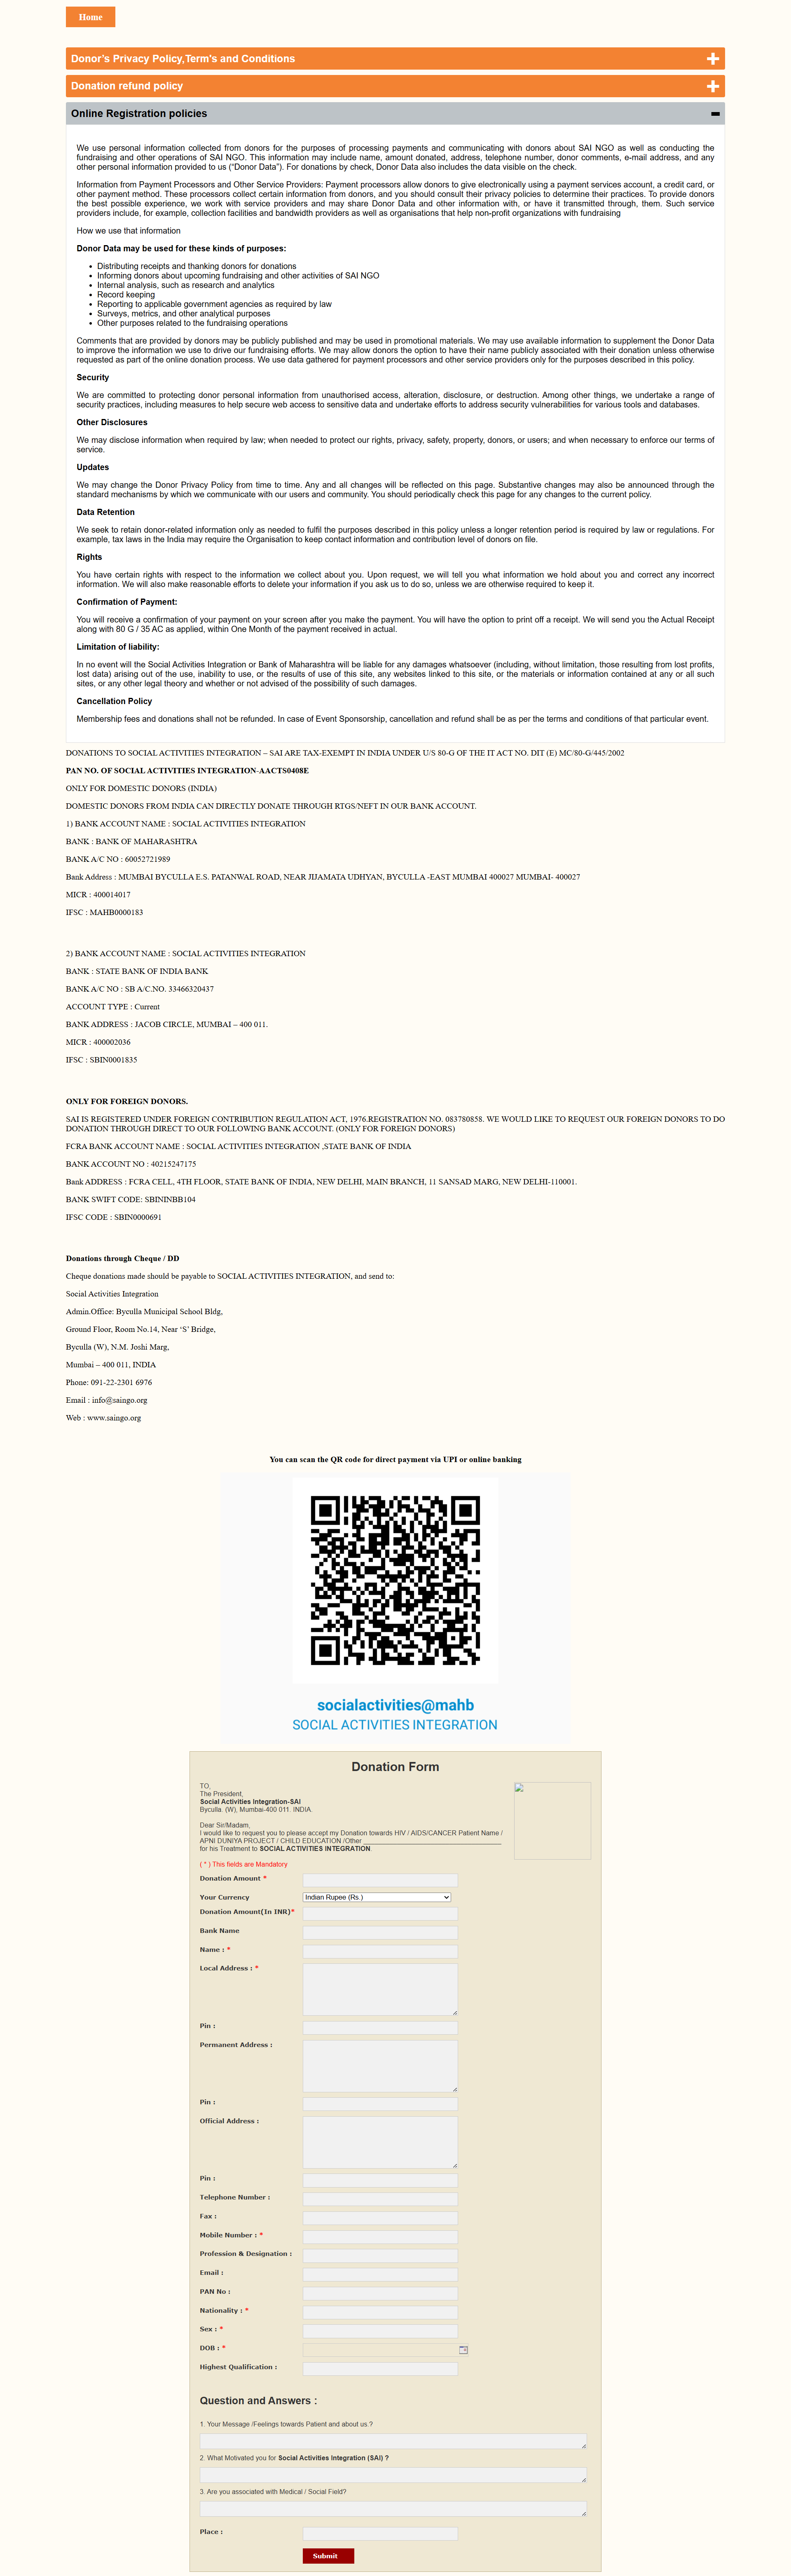 Home
Donor's Privacy Policy,Term's and Conditions
Donation refund policy
Online Registration policies
We use personal information collected from donors for the purposes of processing payments and communicating with donors about SAI NGO as well as conducting the
fundraising and other operations of SAI NGO. This information may include name, amount donated, address, telephone number, donor comments, e-mail address, and any
other personal information provided to us ("Donor Data"). For donations by check, Donor Data also includes the data visible on the check.
Information from Payment Processors and Other Service Providers: Payment processors allow donors to give electronically using a payment services account, a credit card, or
other payment method. These processors collect certain information from donors, and you should consult their privacy policies to determine their practices. To provide donors
the best possible experience, we work with service providers and may share Donor Data and other information with, or have it transmitted through, them. Such service
providers include, for example, collection facilities and bandwidth providers as well as organisations that help non-profit organizations with fundraising
How we use that information
Donor Data may be used for these kinds of purposes:
• Distributing receipts and thanking donors for donations
• Informing donors about upcoming fundraising and other activities of SAI NGO
• Internal analysis, such as research and analytics
• Record keeping
• Reporting to applicable government agencies as required by law
• Surveys, metrics, and other analytical purposes
• Other purposes related to the fundraising operations
Comments that are provided by donors may be publicly published and may be used in promotional materials. We may use available information to supplement the Donor Data
to improve the information we use to drive our fundraising efforts. We may allow donors the option to have their name publicly associated with their donation unless otherwise
requested as part of the online donation process. We use data gathered for payment processors and other service providers only for the purposes described in this policy.
Security
We are committed to protecting donor personal information from unauthorised access, alteration, disclosure, or destruction. Among other things, we undertake a range of
security practices, including measures to help secure web access to sensitive data and undertake efforts to address security vulnerabilities for various tools and databases.
Other Disclosures
We may disclose information when required by law; when needed to protect our rights, privacy, safety, property, donors, or users; and when necessary to enforce our terms of
service.
Updates
We may change the Donor Privacy Policy from time to time. Any and all changes will be reflected on this page. Substantive changes may also be announced through the
standard mechanisms by which we communicate with our users and community. You should periodically check this page for any changes to the current policy.
Data Retention
We seek to retain donor-related information only as needed to fulfil the purposes described in this policy unless a longer retention period is required by law or regulations. For
example, tax laws in the India may require the Organisation to keep contact information and contribution level of donors on file.
Rights
You have certain rights with respect to the information we collect about you. Upon request, we will tell you what information we hold about you and correct any incorrect
information. We will also make reasonable efforts to delete your information if you ask us to do so, unless we are otherwise required to keep it.
Confirmation of Payment:
You will receive a confirmation of your payment on your screen after you make the payment. You will have the option to print off a receipt. We will send you the Actual Receipt
along with 80 G / 35 AC as applied, within One Month of the payment received in actual.
Limitation of liability:
In no event will the Social Activities Integration or Bank of Maharashtra will be liable for any damages whatsoever (including, without limitation, those resulting from lost profits,
lost data) arising out of the use, inability to use, or the results of use of this site, any websites linked to this site, or the materials or information contained at any or all such
sites, or any other legal theory and whether or not advised of the possibility of such damages.
Cancellation Policy
Membership fees and donations shall not be refunded. In case of Event Sponsorship, cancellation and refund shall be as per the terms and conditions of that particular event.
DONATIONS TO SOCIAL ACTIVITIES INTEGRATION – SAI ARE TAX-EXEMPT IN INDIA UNDER U/S 80-G OF THE IT ACT NO. DIT (E) MC/80-G/445/2002
PAN NO. OF SOCIAL ACTIVITIES INTEGRATION-AACTS0408E
ONLY FOR DOMESTIC DONORS (INDIA)
DOMESTIC DONORS FROM INDIA CAN DIRECTLY DONATE THROUGH RTGS/NEFT IN OUR BANK ACCOUNT.
1) BANK ACCOUNT NAME : SOCIAL ACTIVITIES INTEGRATION
BANK : BANK OF MAHARASHTRA
BANK A/C NO : 60052721989
Bank Address : MUMBAI BYCULLA E.S. PATANWAL ROAD, NEAR JIJAMATA UDHYAN, BYCULLA -EAST MUMBAI 400027 MUMBAI- 400027
MICR : 400014017
IFSC : MAHB0000183
2) BANK ACCOUNT NAME : SOCIAL ACTIVITIES INTEGRATION
BANK : STATE BANK OF INDIA BANK
BANK A/C NO : SB A/C.NO. 33466320437
ACCOUNT TYPE : Current
BANK ADDRESS : JACOB CIRCLE, MUMBAI – 400 011.
MICR : 400002036
IFSC : SBIN0001835
ONLY FOR FOREIGN DONORS.
SAI IS REGISTERED UNDER FOREIGN CONTRIBUTION REGULATION ACT, 1976.REGISTRATION NO. 083780858. WE WOULD LIKE TO REQUEST OUR FOREIGN DONORS TO DO
DONATION THROUGH DIRECT TO OUR FOLLOWING BANK ACCOUNT. (ONLY FOR FOREIGN DONORS)
FCRA BANK ACCOUNT NAME : SOCIAL ACTIVITIES INTEGRATION ,STATE BANK OF INDIA
BANK ACCOUNT NO : 40215247175
Bank ADDRESS : FCRA CELL, 4TH FLOOR, STATE BANK OF INDIA, NEW DELHI, MAIN BRANCH, 11 SANSAD MARG, NEW DELHI-110001.
BANK SWIFT CODE: SBININBB104
IFSC CODE : SBIN0000691
Donations through Cheque / DD
Cheque donations made should be payable to SOCIAL ACTIVITIES INTEGRATION, and send to:
Social Activities Integration
Admin.Office: Byculla Municipal School Bldg,
Ground Floor, Room No.14, Near ‘S’ Bridge,
Byculla (W), N.M. Joshi Marg,
Mumbai – 400 011, INDIA
Phone: 091-22-2301 6976
Email : info@saingo.org
Web : www.saingo.org
You can scan the QR code for direct payment via UPI or online banking
socialactivities@mahb
SOCIAL ACTIVITIES INTEGRATION
Donation Form
TO,
The President,
Social Activities Integration-SAI
Byculla. (W), Mumbai-400 011. INDIA.
Dear Sir/Madam,
I would like to request you to please accept my Donation towards HIV / AIDS/CANCER Patient Name /
APNI DUNIYA PROJECT / CHILD EDUCATION /Other ______________________________
for his Treatment to SOCIAL ACTIVITIES INTEGRATION.
( * ) This fields are Mandatory
Donation Amount *
Your Currency Indian Rupee (Rs.)
Donation Amount(In INR)*
Bank Name
Name : *
Local Address : *
Pin :
Permanent Address :
Pin :
Official Address :
Pin :
Telephone Number :
Fax :
Mobile Number : *
Profession & Designation :
Email :
PAN No :
Nationality : *
Sex : *
DOB : *
Highest Qualification :
Question and Answers :
1. Your Message /Feelings towards Patient and about us ?
2. What Motivated you for Social Activities Integration (SAI) ?
3. Are you associated with Medical / Social Field?
Place :
Submit